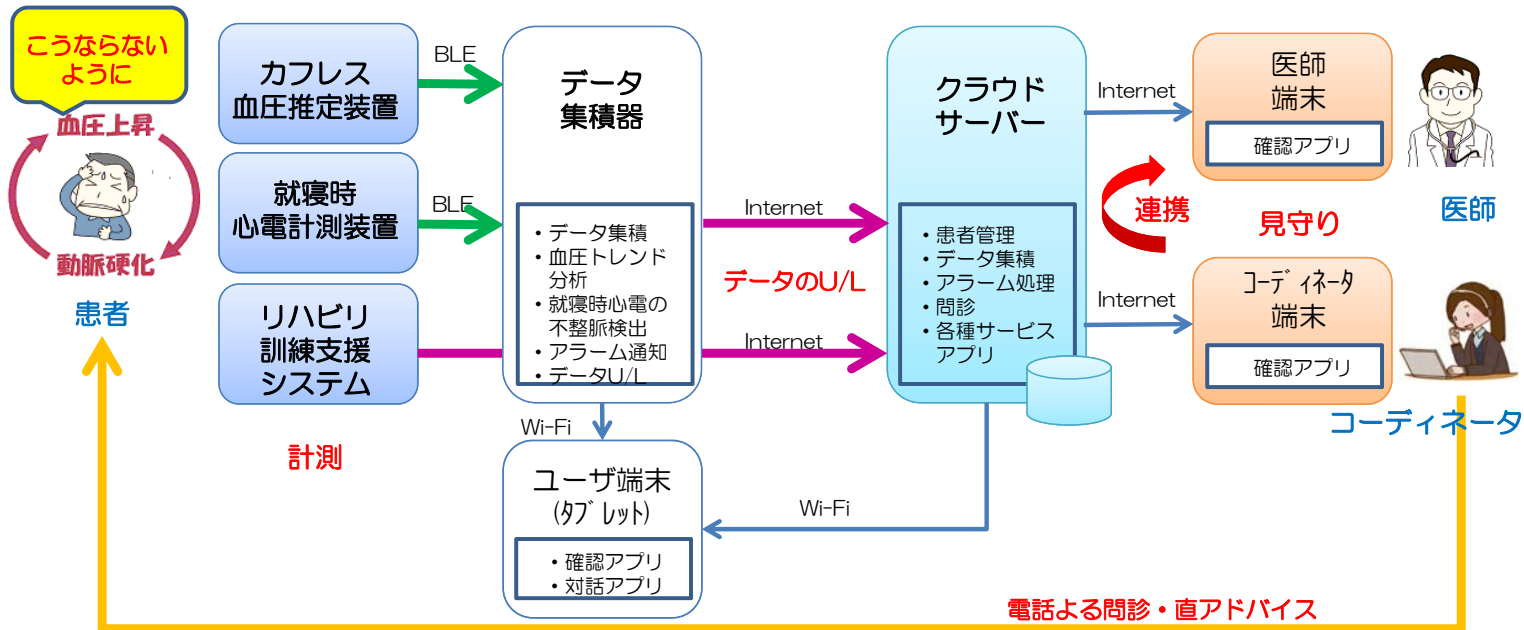 こうならない
ように
血圧上昇
動脈硬化
患者
カフレス
血圧推定装置
就寝時
心電計測装置
リハビリ
訓練支援
システム
計測
BLE
BLE
データ
集積器
・データ集積
・血圧トレンド
分析
・就寝時心電の
不整脈検出
・アラーム通知
・データU/L
Internet
データのU/L
Internet
クラウド
サーバー
・患者管理
・データ集積
・アラーム処理
・問診
・各種サービス
アプリ
Internet
Internet
連携
医師
端末
確認アプリ
見守り
コーディネータ
端末
確認アプリ
医師
コーディネータ
Wi-Fi
ユーザ端末
(タブレット)
・確認アプリ
・対話アプリ
Wi-Fi
電話よる問診・直アドバイス